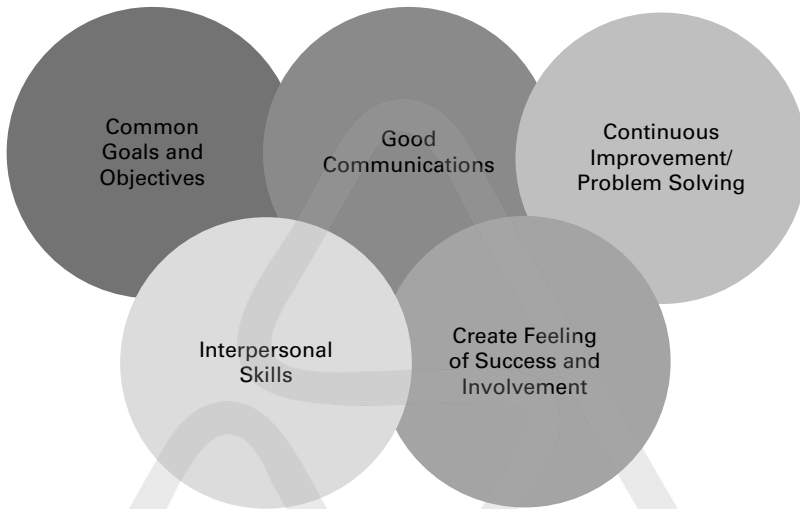 Common
Goals and
Objectives
Good
Communications
Continuous
Improvement/
Problem Solving
Interpersonal
Skills
Create Feeling
of Success and
Involvement